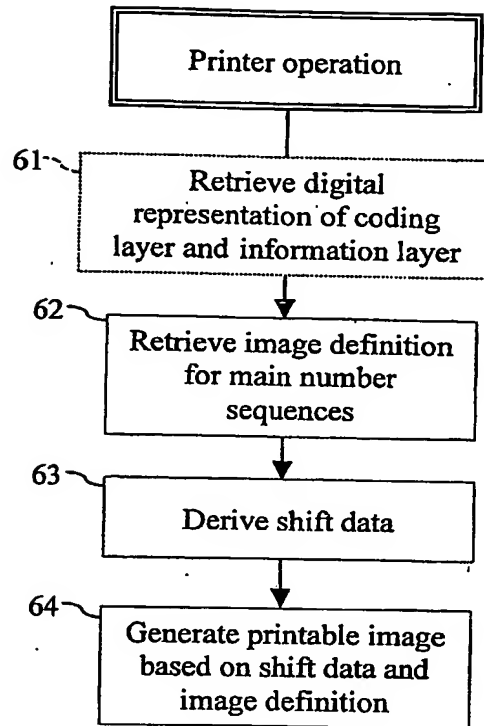 Printer operation
61
Retrieve digital
representation of coding
layer and information layer
62
Retrieve image definition
for main number
sequences
63
Derive shift data
64
Generate printable image
based on shift data and
image definition